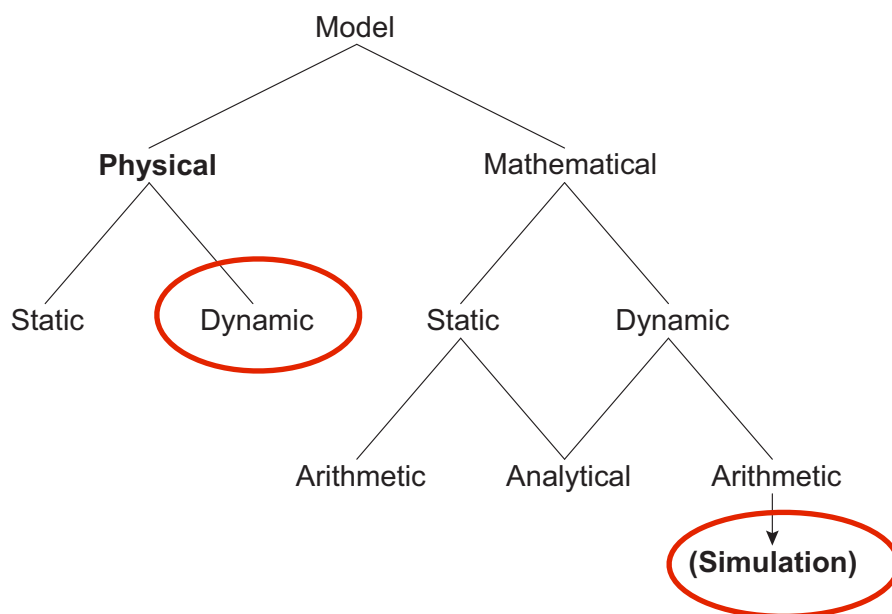 Model
Physical Mathematical
Static Dynamic Static Dynamic
Arithmetic Analytical Arithmetic
(Simulation)